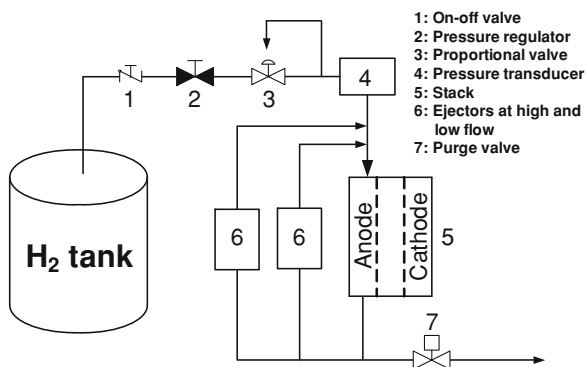 1: On-off valve
2: Pressure regulator
3: Proportional valve
4: Pressure transducer
5: Stack
6: Ejectors at high and
low flow
7: Purge valve
1
2
3
4
H₂ tank
6
6
Anode
Cathode
5
7